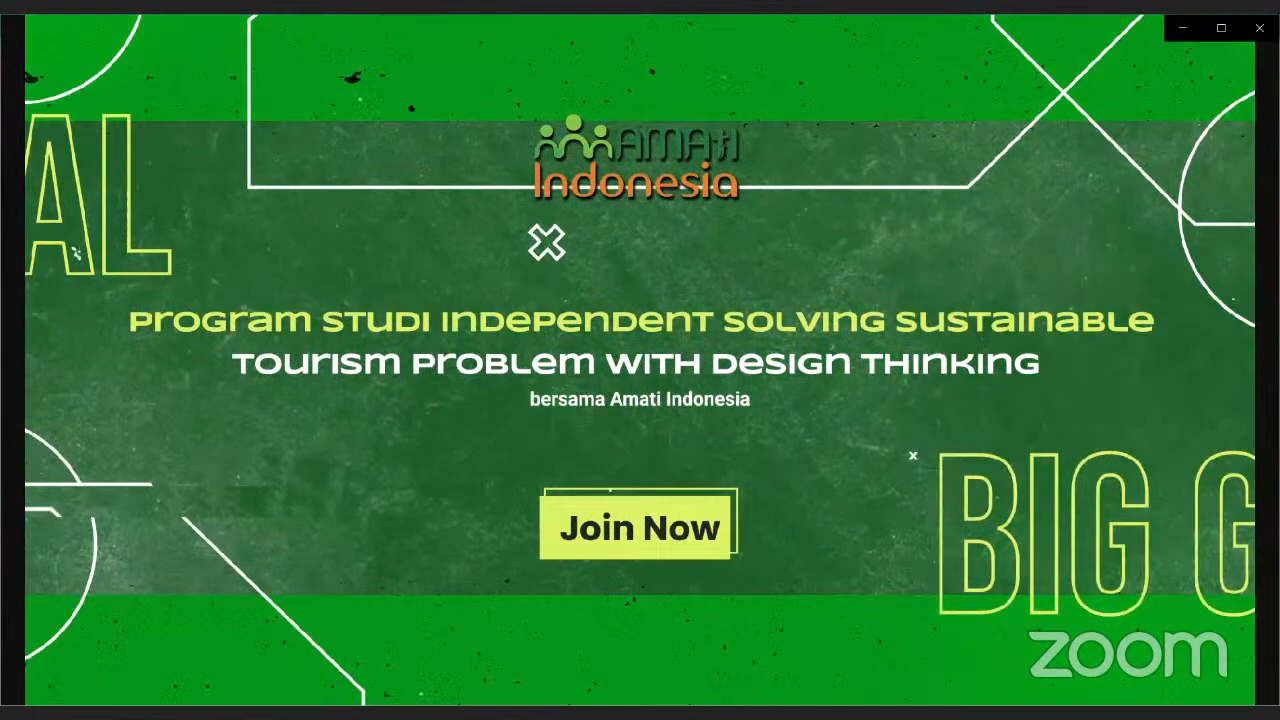 AMATI
Indonesia
AL
PROGRAM STUDI INDEPENDENT SOLVING SUSTAINABLE
TOURISM PROBLEM WITH DESIGN THINKING
bersama Amati Indonesia
Join Now
BIG G
zoom